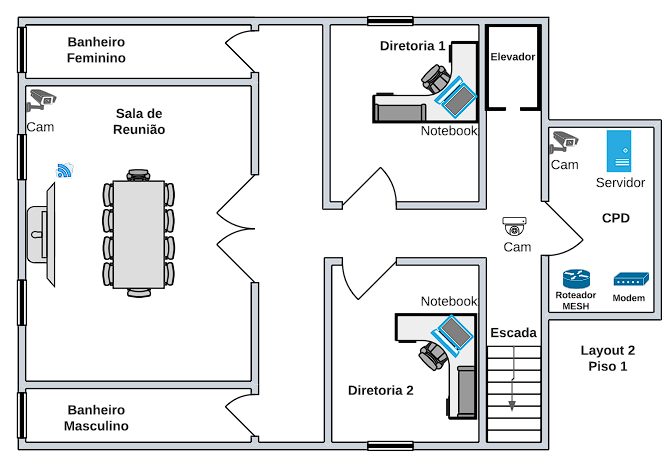 Banheiro
Feminino
Diretoria 1
Elevador
Cam
Sala de
Reunião
Notebook
Cam
Servidor
CPD
Cam
Roteador
MESH
Modem
Notebook
Escada
Layout 2
Piso 1
Diretoria 2
Banheiro
Masculino